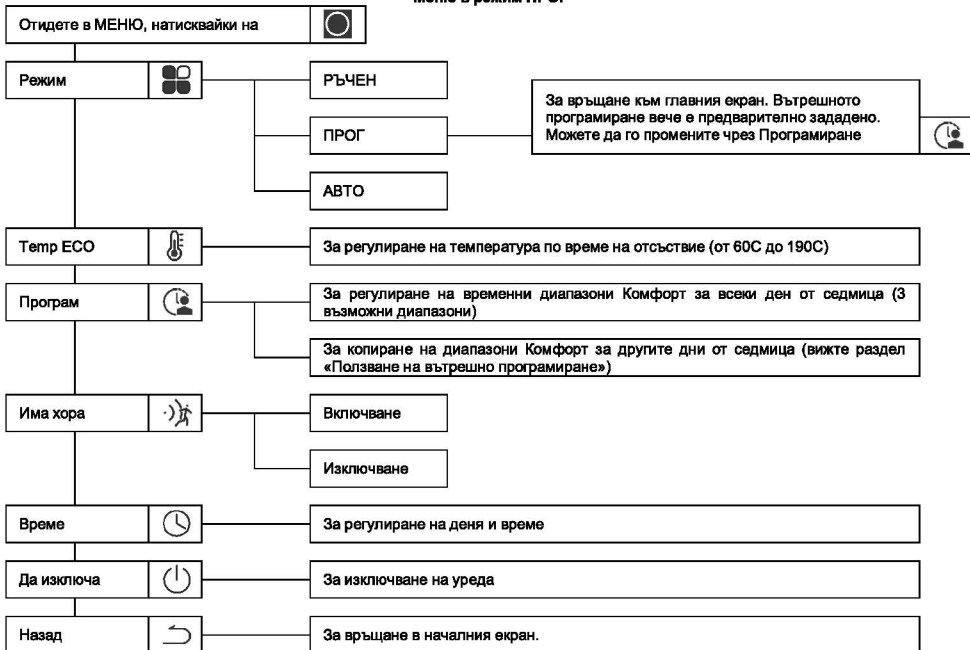 Отидете в МЕНЮ, натисквайки на
Режим
РЪЧЕН
ПРОГ
АВТО
За връщане към главния екран. Вътрешното
програмиране вече е предварително зададено.
Можете да го промените чрез Програмиране
Temp ECO
За регулиране на температура по време на отсъствие (от 60C до 190C)
Програм
За регулиране на временни диапазони Комфорт за всеки ден от седмица (3
възможни диапазони)
За копиране на диапазони Комфорт за другите дни от седмица (вижте раздел
«Ползване на вътрешно програмиране»)
Има хора
Включване
Изключване
Време
За регулиране на деня и време
Да изключа
За изключване на уреда
Назад
За връщане в началния екран.